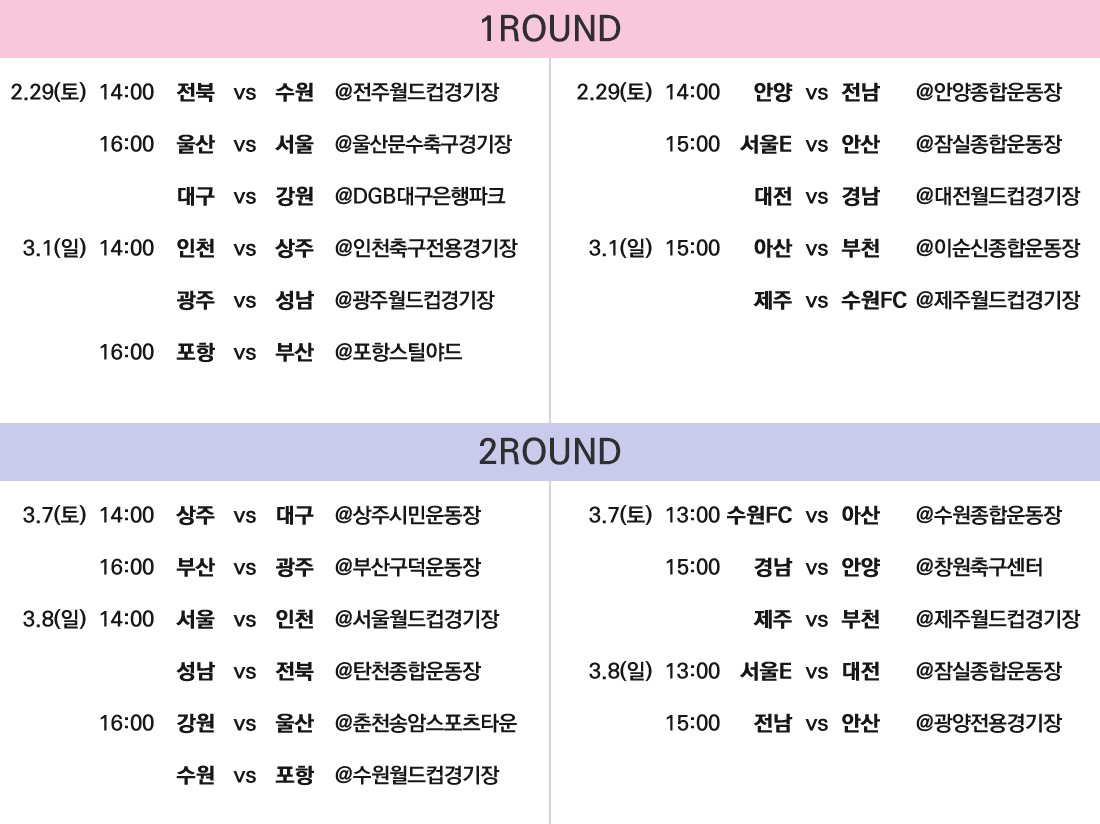 1ROUND
2.29(토) 14:00 전북 vs 수원 @전주월드컵경기장
16:00 울산 vs 서울 @울산문수축구경기장
대구 vs 강원 @DGB대구은행파크
3.1(일) 14:00 인천 vs 상주 @인천축구전용경기장
광주 vs 성남 @광주월드컵경기장
16:00 포항 vs 부산 @포항스틸야드
2.29(토) 14:00 안양 vs 전남 @안양종합운동장
15:00 서울E vs 안산 @잠실종합운동장
대전 vs 경남 @대전월드컵경기장
3.1(일) 15:00 아산 vs 부천 @이순신종합운동장
제주 vs 수원FC @제주월드컵경기장
2ROUND
3.7(토) 14:00 상주 vs 대구 @상주시민운동장
16:00 부산 vs 광주 @부산구덕운동장
3.8(일) 14:00 서울 vs 인천 @서울월드컵경기장
성남 vs 전북 @탄천종합운동장
16:00 강원 vs 울산 @춘천송암스포츠타운
수원 vs 포항 @수원월드컵경기장
3.7(토) 13:00 수원FC vs 아산 @수원종합운동장
15:00 경남 vs 안양 @창원축구센터
제주 vs 부천 @제주월드컵경기장
3.8(일) 13:00 서울E vs 대전 @잠실종합운동장
15:00 전남 vs 안산 @광양전용경기장